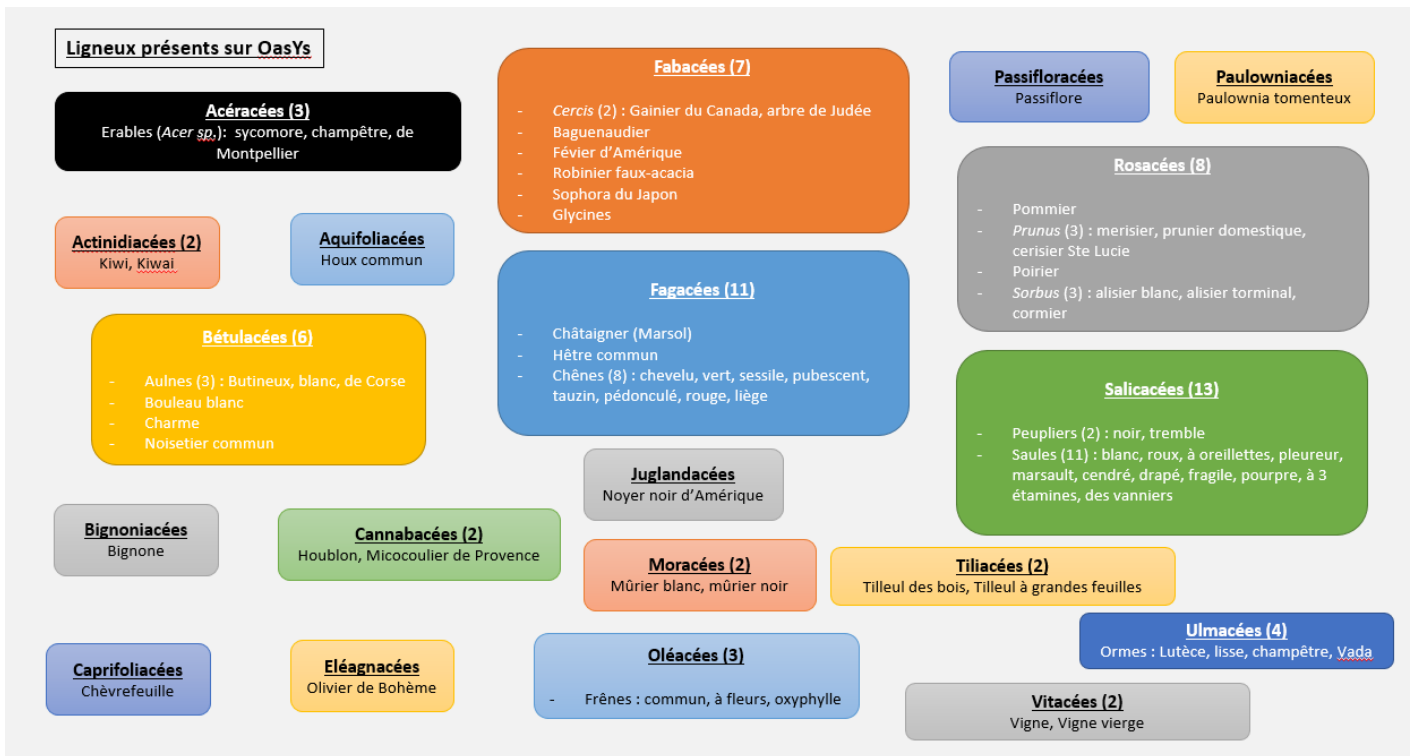 Ligneux présents sur OasYs
Acéracées (3)
Erables (Acer sp.): sycomore, champêtre, de
Montpellier
Actinidiacées (2)
Kiwi, Kiwai
Aquifoliacées
Houx commun
Bétulacées (6)
- Aulnes (3) : Butineux, blanc, de Corse
- Bouleau blanc
- Charme
- Noisetier commun
Bignoniacées
Bignone
Cannabacées (2)
Houblon, Micocoulier de Provence
Caprifoliacées
Chèvrefeuille
Eléagnacées
Olivier de Bohème
Fabacées (7)
- Cercis (2) : Gainier du Canada, arbre de Judée
- Baguenaudier
- Févier d’Amérique
- Robinier faux-acacia
- Sophora du Japon
- Glycines
Fagacées (11)
- Châtaigner (Marsol)
- Hêtre commun
- Chênes (8) : chevelu, vert, sessile, pubescent,
tauzin, pédonculé, rouge, liège
Juglandacées
Noyer noir d’Amérique
Moracées (2)
Mûrier blanc, mûrier noir
Oléacées (3)
- Frênes : commun, à fleurs, oxyphylle
Passifloracées
Passiflore
Paulowniacées
Paulownia tomenteux
Rosacées (8)
- Pommier
- Prunus (3) : merisier, prunier domestique,
cerisier Ste Lucie
- Poirier
- Sorbus (3) : alisier blanc, alisier torminal,
cormier
Salicacées (13)
- Peupliers (2) : noir, tremble
- Saules (11) : blanc, roux, à oreillettes, pleureur,
marsault, cendré, drapé, fragile, pourpre, à 3
étamines, des vanniers
Tiliacées (2)
Tilleul des bois, Tilleul à grandes feuilles
Ulmacées (4)
Ormes : Lutèce, lisse, champêtre, Vada
Vitacées (2)
Vigne, Vigne vierge